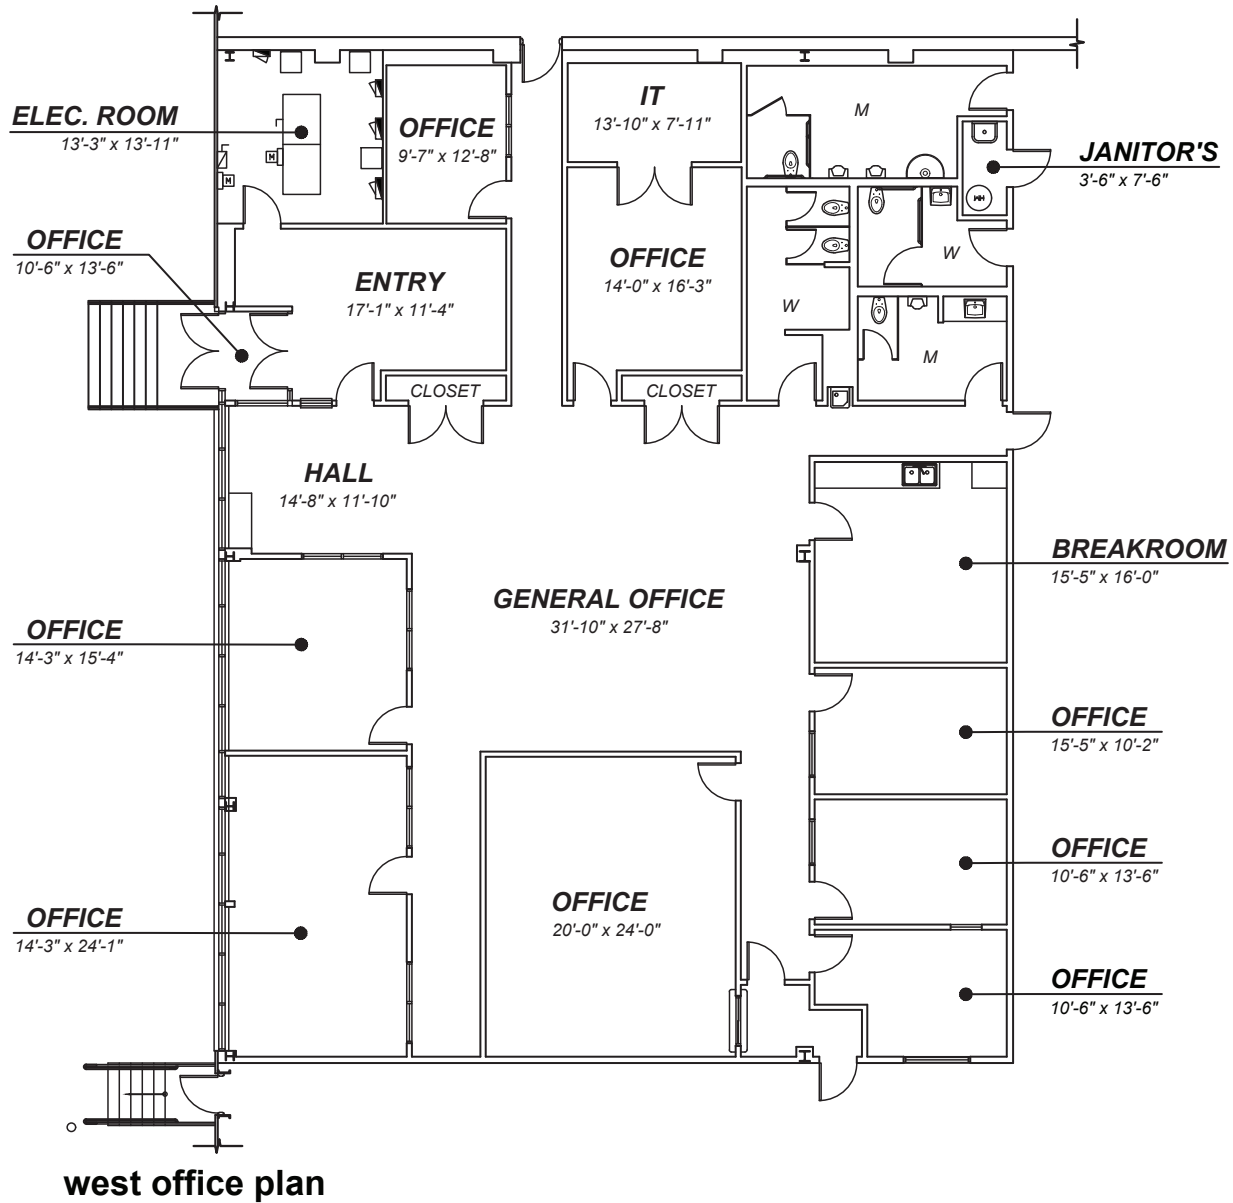 ELEC. ROOM
13'-3" x 13'-11"
OFFICE
9'-7" x 12'-8"
IT
13'-10" x 7'-11"
M
JANITOR'S
3'-6" x 7'-6"
OFFICE
10'-6" x 13'-6"
ENTRY
17'-1" x 11'-4"
OFFICE
14'-0" x 16'-3"
W
W
M
M
M
WH
CLOSET
CLOSET
HALL
14'-8" x 11'-10"
BREAKROOM
15'-5" x 16'-0"
GENERAL OFFICE
31'-10" x 27'-8"
OFFICE
14'-3" x 15'-4"
OFFICE
15'-5" x 10'-2"
OFFICE
10'-6" x 13'-6"
OFFICE
20'-0" x 24'-0"
OFFICE
14'-3" x 24'-1"
OFFICE
10'-6" x 13'-6"
west office plan